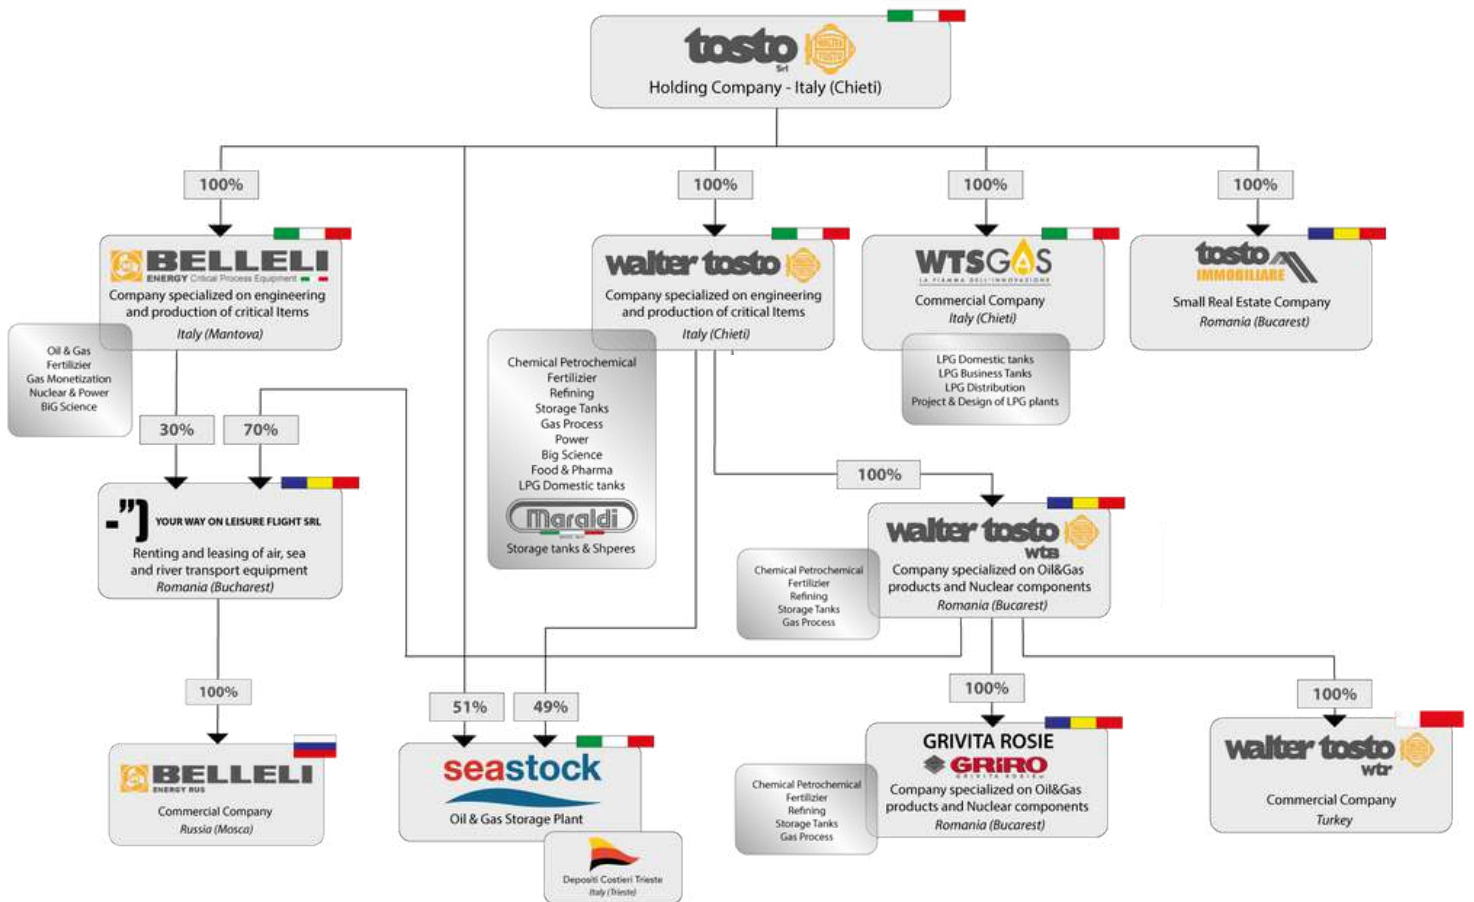 tosto
Srl
WALTER
TOSTO
Holding Company - Italy (Chieti)
100%
100%
100%
100%
BELLELI
ENERGY Critical Process Equipment
Company specialized on engineering
and production of critical Items
Italy (Mantova)
Oil & Gas
Fertilizier
Gas Monetization
Nuclear & Power
BiG Science
walter tosto
Company specialized on engineering
and production of critical Items
Italy (Chieti)
Chemical Petrochemical
Fertilizier
Refining
Storage Tanks
Gas Process
Power
Big Science
Food & Pharma
LPG Domestic tanks
Maraldi
Storage tanks & Shperes
WTSGAS
LA FIAMMA DELL'INNOVAZIONE
Commercial Company
Italy (Chieti)
LPG Domestic tanks
LPG Business Tanks
LPG Distribution
Project & Design of LPG plants
tosto
IMMOBILIARE
Small Real Estate Company
Romania (Bucarest)
30%
70%
100%
-”)
YOUR WAY ON LEISURE FLIGHT SRL
Renting and leasing of air, sea
and river transport equipment
Romania (Bucharest)
walter tosto
wts
Company specialized on Oil&Gas
products and Nuclear components
Romania (Bucarest)
Chemical Petrochemical
Fertilizier
Refining
Storage Tanks
Gas Process
100%
51%
49%
100%
100%
BELLELI
ENERGY RUS
Commercial Company
Russia (Mosca)
seastock
Oil & Gas Storage Plant
Depositi Costieri Trieste
Italy (Trieste)
GRIVITA ROSIE
GRIRO
GRIVITA ROSIE
Company specialized on Oil&Gas
products and Nuclear components
Romania (Bucarest)
Chemical Petrochemical
Fertilizier
Refining
Storage Tanks
Gas Process
walter tosto
wtr
Commercial Company
Turkey